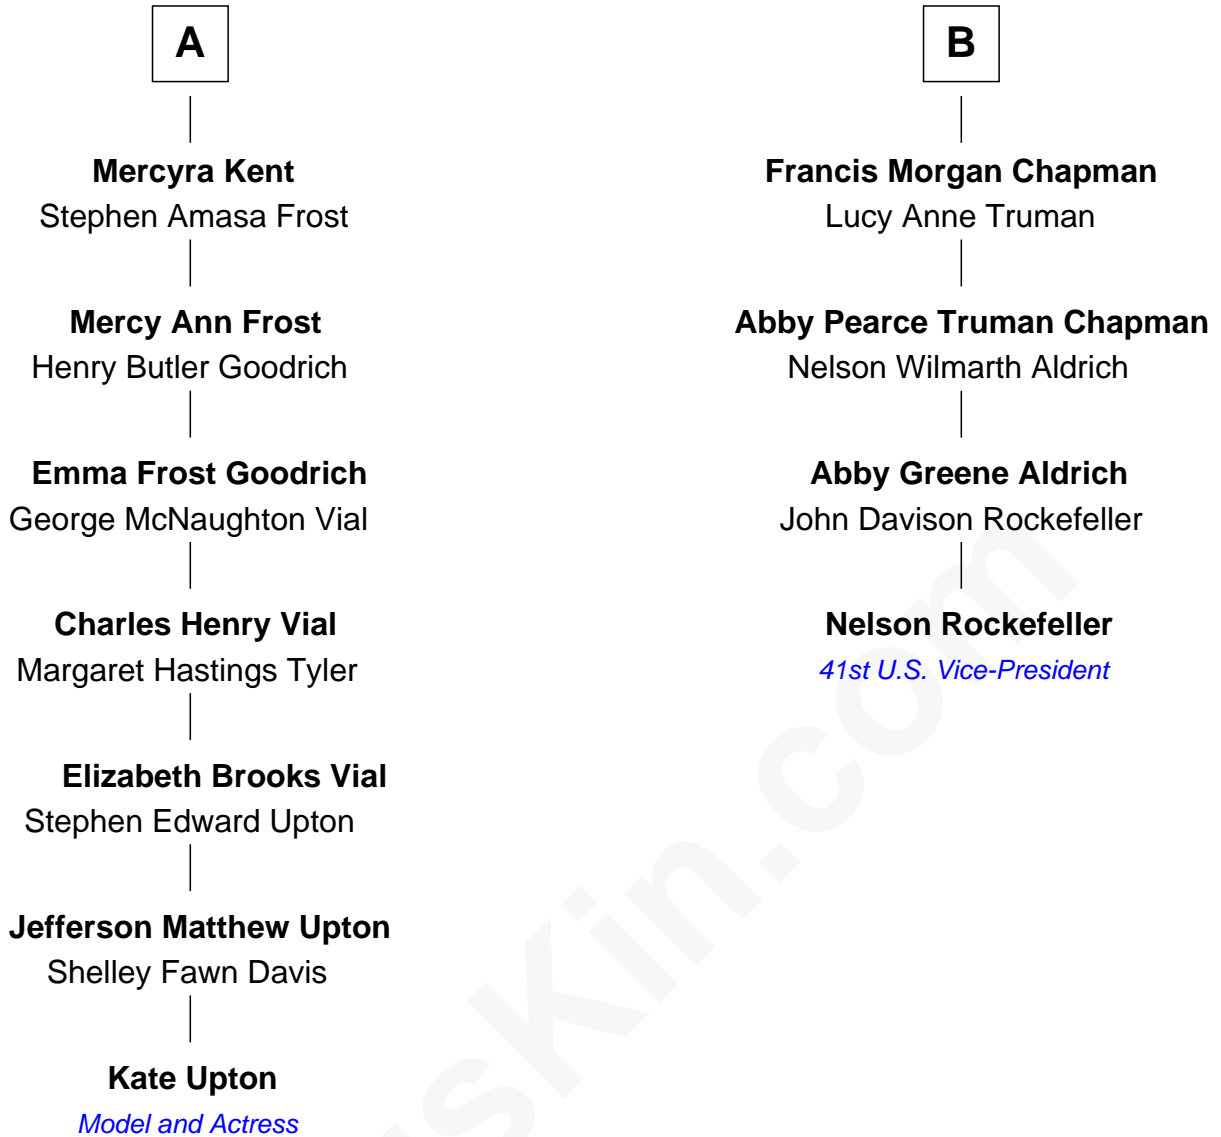 A
Mercyra Kent
Stephen Amasa Frost
Mercy Ann Frost
Henry Butler Goodrich
Emma Frost Goodrich
George McNaughton Vial
Charles Henry Vial
Margaret Hastings Tyler
Elizabeth Brooks Vial
Stephen Edward Upton
Jefferson Matthew Upton
Shelley Fawn Davis
Kate Upton
Model and Actress
B
Francis Morgan Chapman
Lucy Anne Truman
Abby Pearce Truman Chapman
Nelson Wilmarth Aldrich
Abby Greene Aldrich
John Davison Rockefeller
Nelson Rockefeller
41st U.S. Vice-President
sKin.com